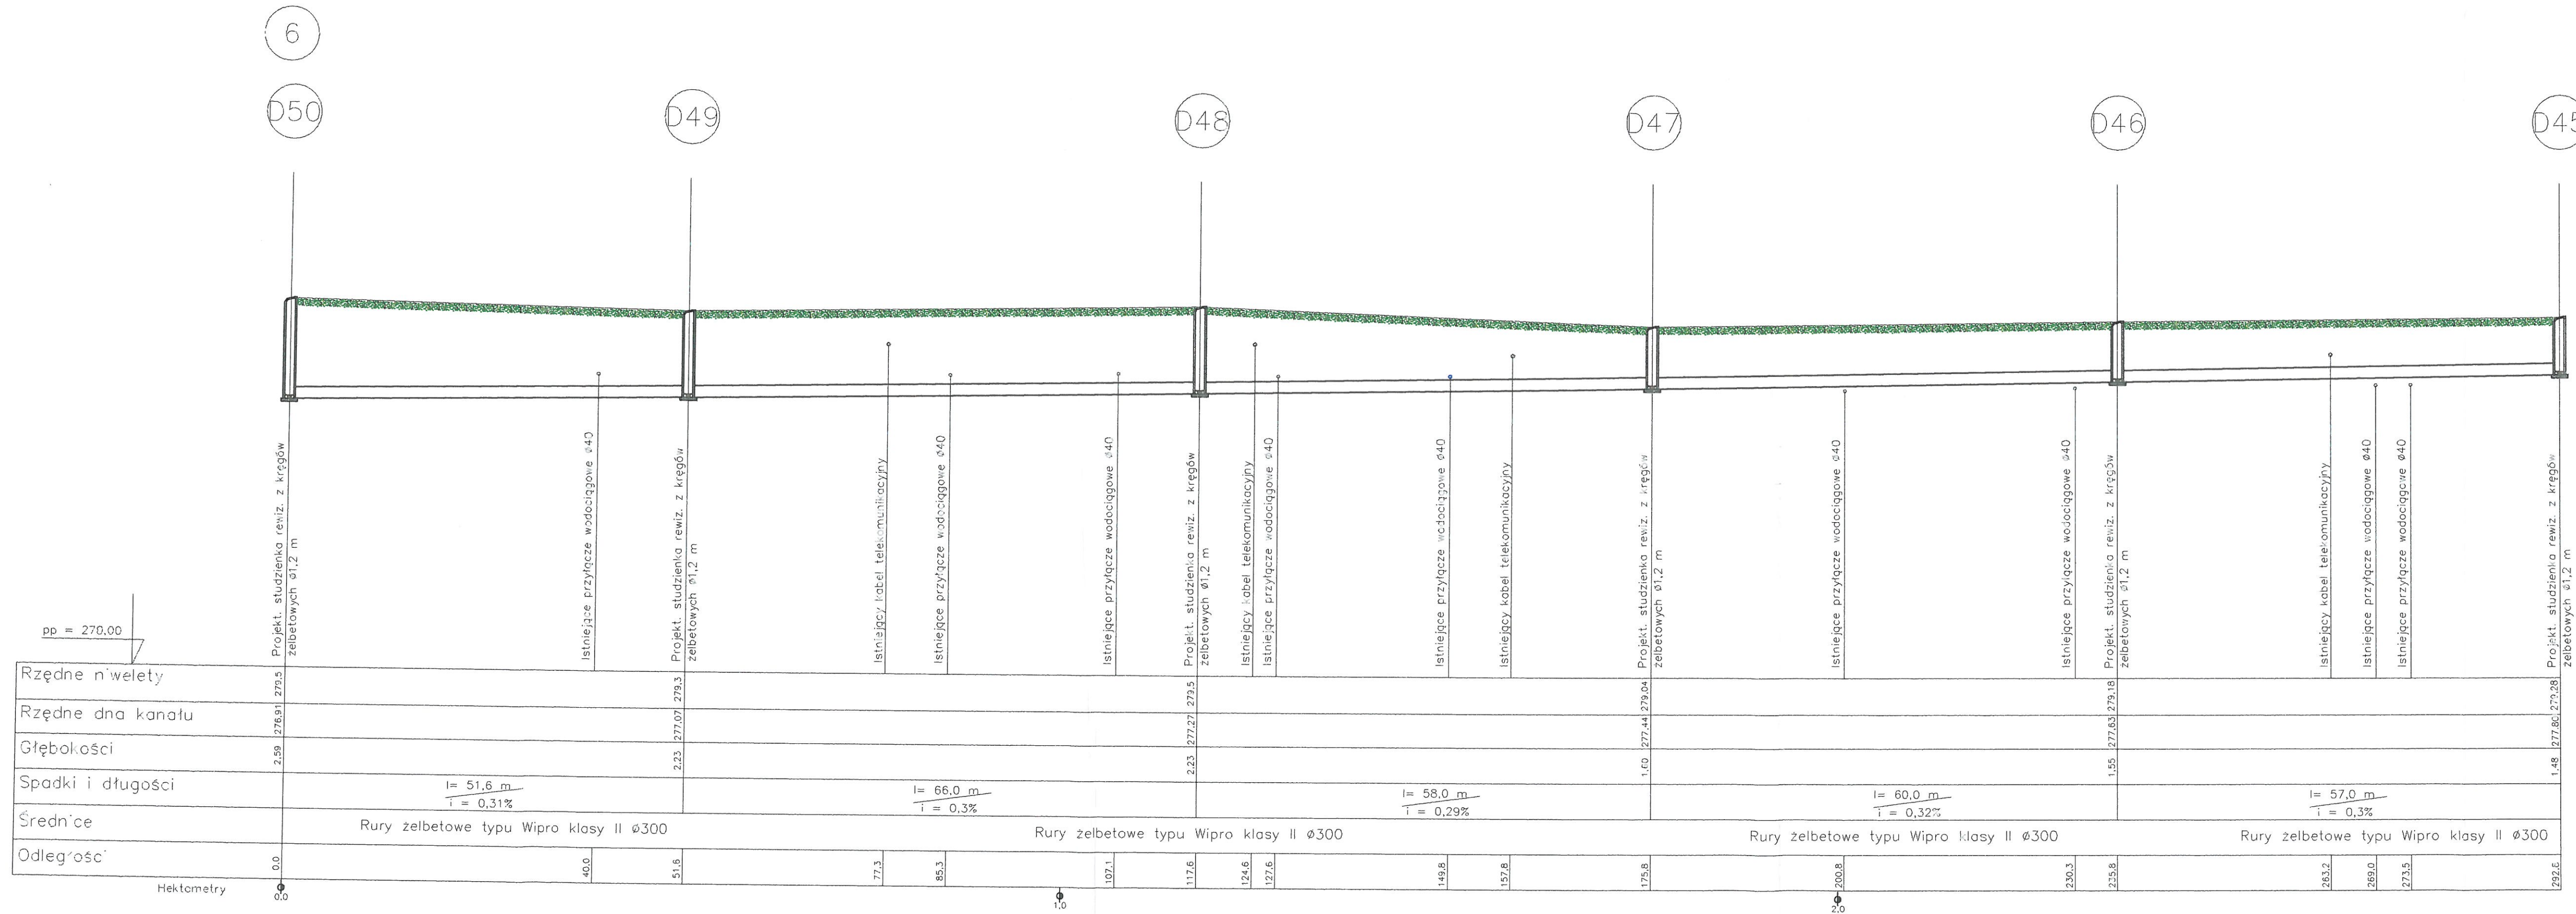 6
D50
D49
D48
D47
D46
D45
Projekt. studzienka rewiz. z kręgów
żelbetowych ø1,2 m
Istniejące przyłącze wodociągowe ø40
Projekt. studzienka rewiz. z kręgów
żelbetowych ø1,2 m
Istniejący kabel telekomunikacyjny
Istniejące przyłącze wodociągowe ø40
Istniejące przyłącze wodociągowe ø40
Projekt. studzienka rewiz. z kręgów
żelbetowych ø1,2 m
Istniejący kabel telekomunikacyjny
Istniejące przyłącze wodociągowe ø40
Istniejące przyłącze wodociągowe ø40
Istniejący kabel telekomunikacyjny
Projekt. studzienka rewiz. z kręgów
żelbetowych ø1,2 m
Istniejące przyłącze wodociągowe ø40
Istniejące przyłącze wodociągowe ø40
Projekt. studzienka rewiz. z kręgów
żelbetowych ø1,2 m
Istniejący kabel telekomunikacyjny
Istniejące przyłącze wodociągowe ø40
Istniejące przyłącze wodociągowe ø40
Projekt. studzienka rewiz. z kręgów
żelbetowych ø1,2 m
pp = 270.00
Rzędne niwelety 279,5 279,3 279,5 279,04 279,18 279,28
Rzędne dna kanału 276,91 277,07 277,27 277,44 277,63 277,80
Głębokości 2,59 2,23 2,23 1,60 1,55 1,48
Spadki i długości
l= 51,6 m
i = 0,31%
l= 66,0 m
i = 0,3%
l= 58,0 m
i = 0,29%
l= 60,0 m
i = 0,32%
l= 57,0 m
i = 0,3%
Średnice Rury żelbetowe typu Wipro klasy II ø300 Rury żelbetowe typu Wipro klasy II ø300 Rury żelbetowe typu Wipro klasy II ø300 Rury żelbetowe typu Wipro klasy II ø300
Odległość 0.0 40,0 51,6 77,3 85,3 107,1 117,6 124,6 127,6 149,8 157,8 175,8 200,8 230,3 235,8 263,2 269,0 273,5 292,8
Hektometry 0,0 1,0 2,0